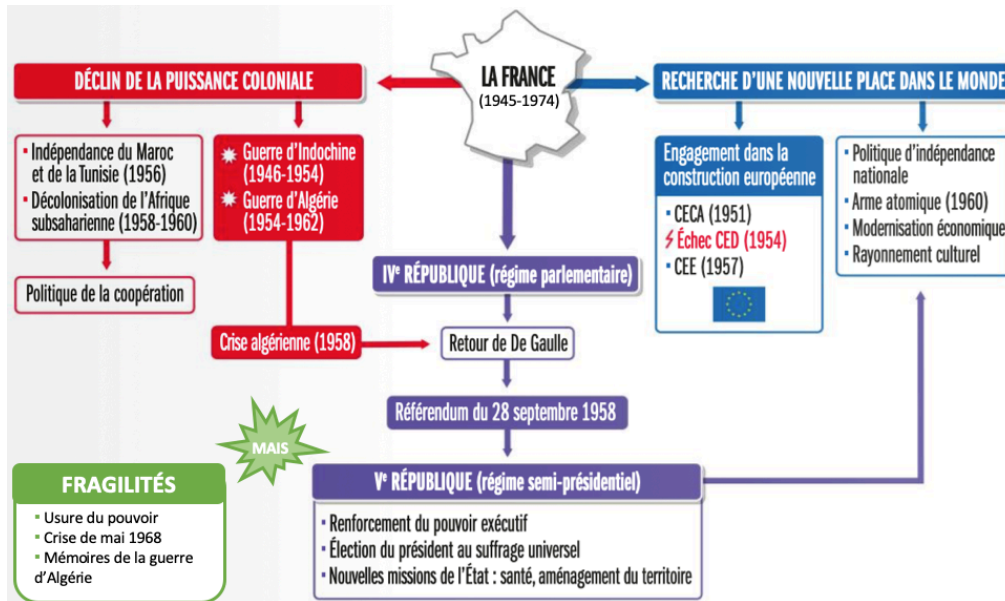 LA FRANCE
(1945-1974)
DÉCLIN DE LA PUISSANCE COLONIALE
RECHERCHE D'UNE NOUVELLE PLACE DANS LE MONDE
▪ Indépendance du Maroc
et de la Tunisie (1956)
▪ Décolonisation de l'Afrique
subsaharienne (1958-1960)
Politique de la coopération
Guerre d'Indochine
(1946-1954)
Guerre d'Algérie
(1954-1962)
Crise algérienne (1958)
Engagement dans la
construction européenne
▪ CECA (1951)
Échec CED (1954)
▪ CEE (1957)
▪ Politique d'indépendance
nationale
▪ Arme atomique (1960)
▪ Modernisation économique
▪ Rayonnement culturel
IVe RÉPUBLIQUE (régime parlementaire)
Retour de De Gaulle
Référendum du 28 septembre 1958
Ve RÉPUBLIQUE (régime semi-présidentiel)
▪ Renforcement du pouvoir exécutif
▪ Élection du président au suffrage universel
▪ Nouvelles missions de l'État : santé, aménagement du territoire
MAIS
FRAGILITÉS
▪ Usure du pouvoir
▪ Crise de mai 1968
▪ Mémoires de la guerre
d'Algérie